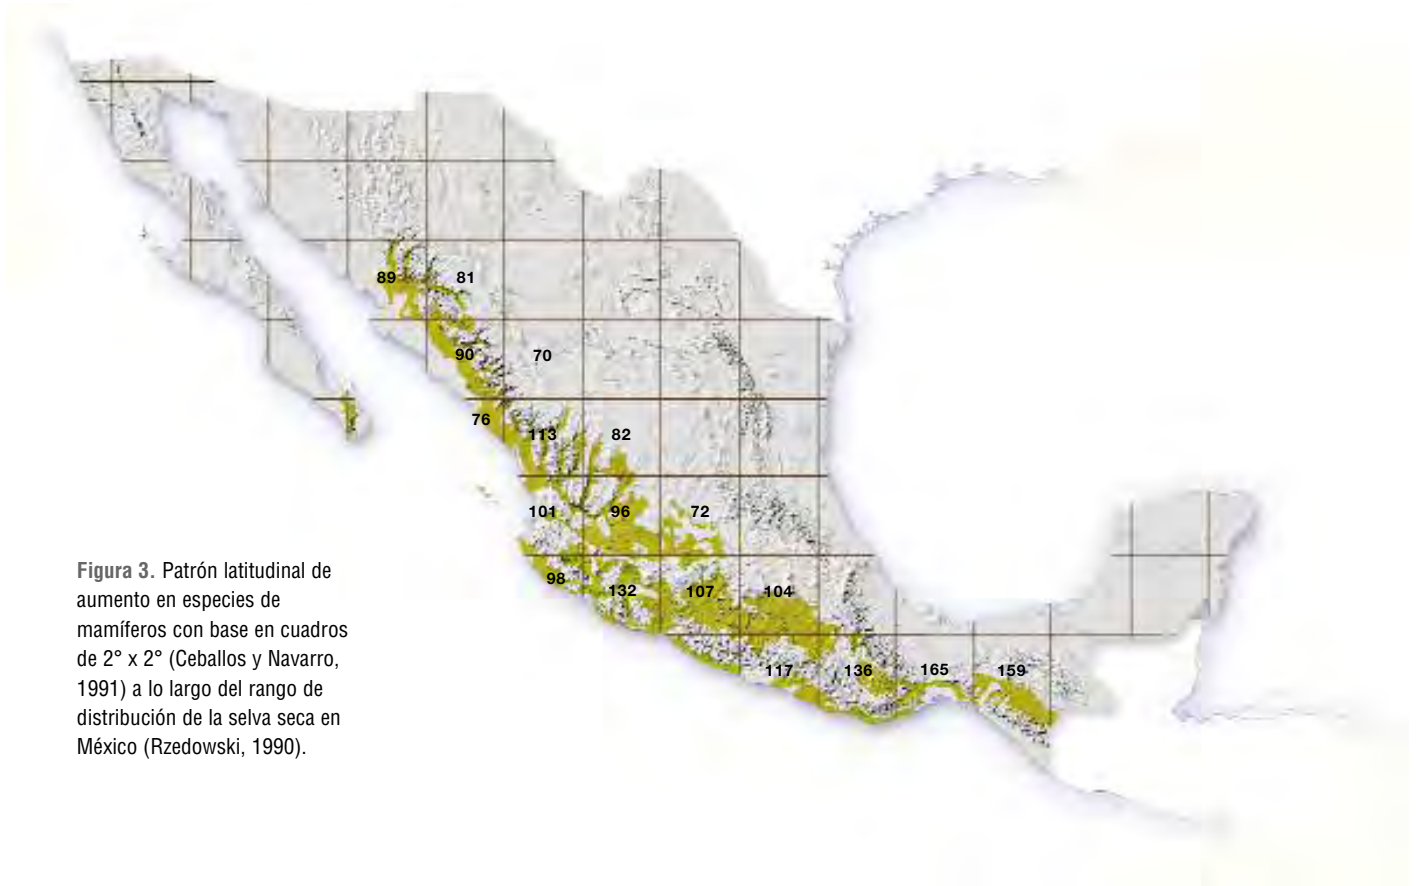 89 81
90 70
76
113 82
101 96 72
98
132 107 104
117 136 165 159
Figura 3. Patrón latitudinal de
aumento en especies de
mamíferos con base en cuadros
de 2° x 2° (Ceballos y Navarro,
1991) a lo largo del rango de
distribución de la selva seca en
México (Rzedowski, 1990).